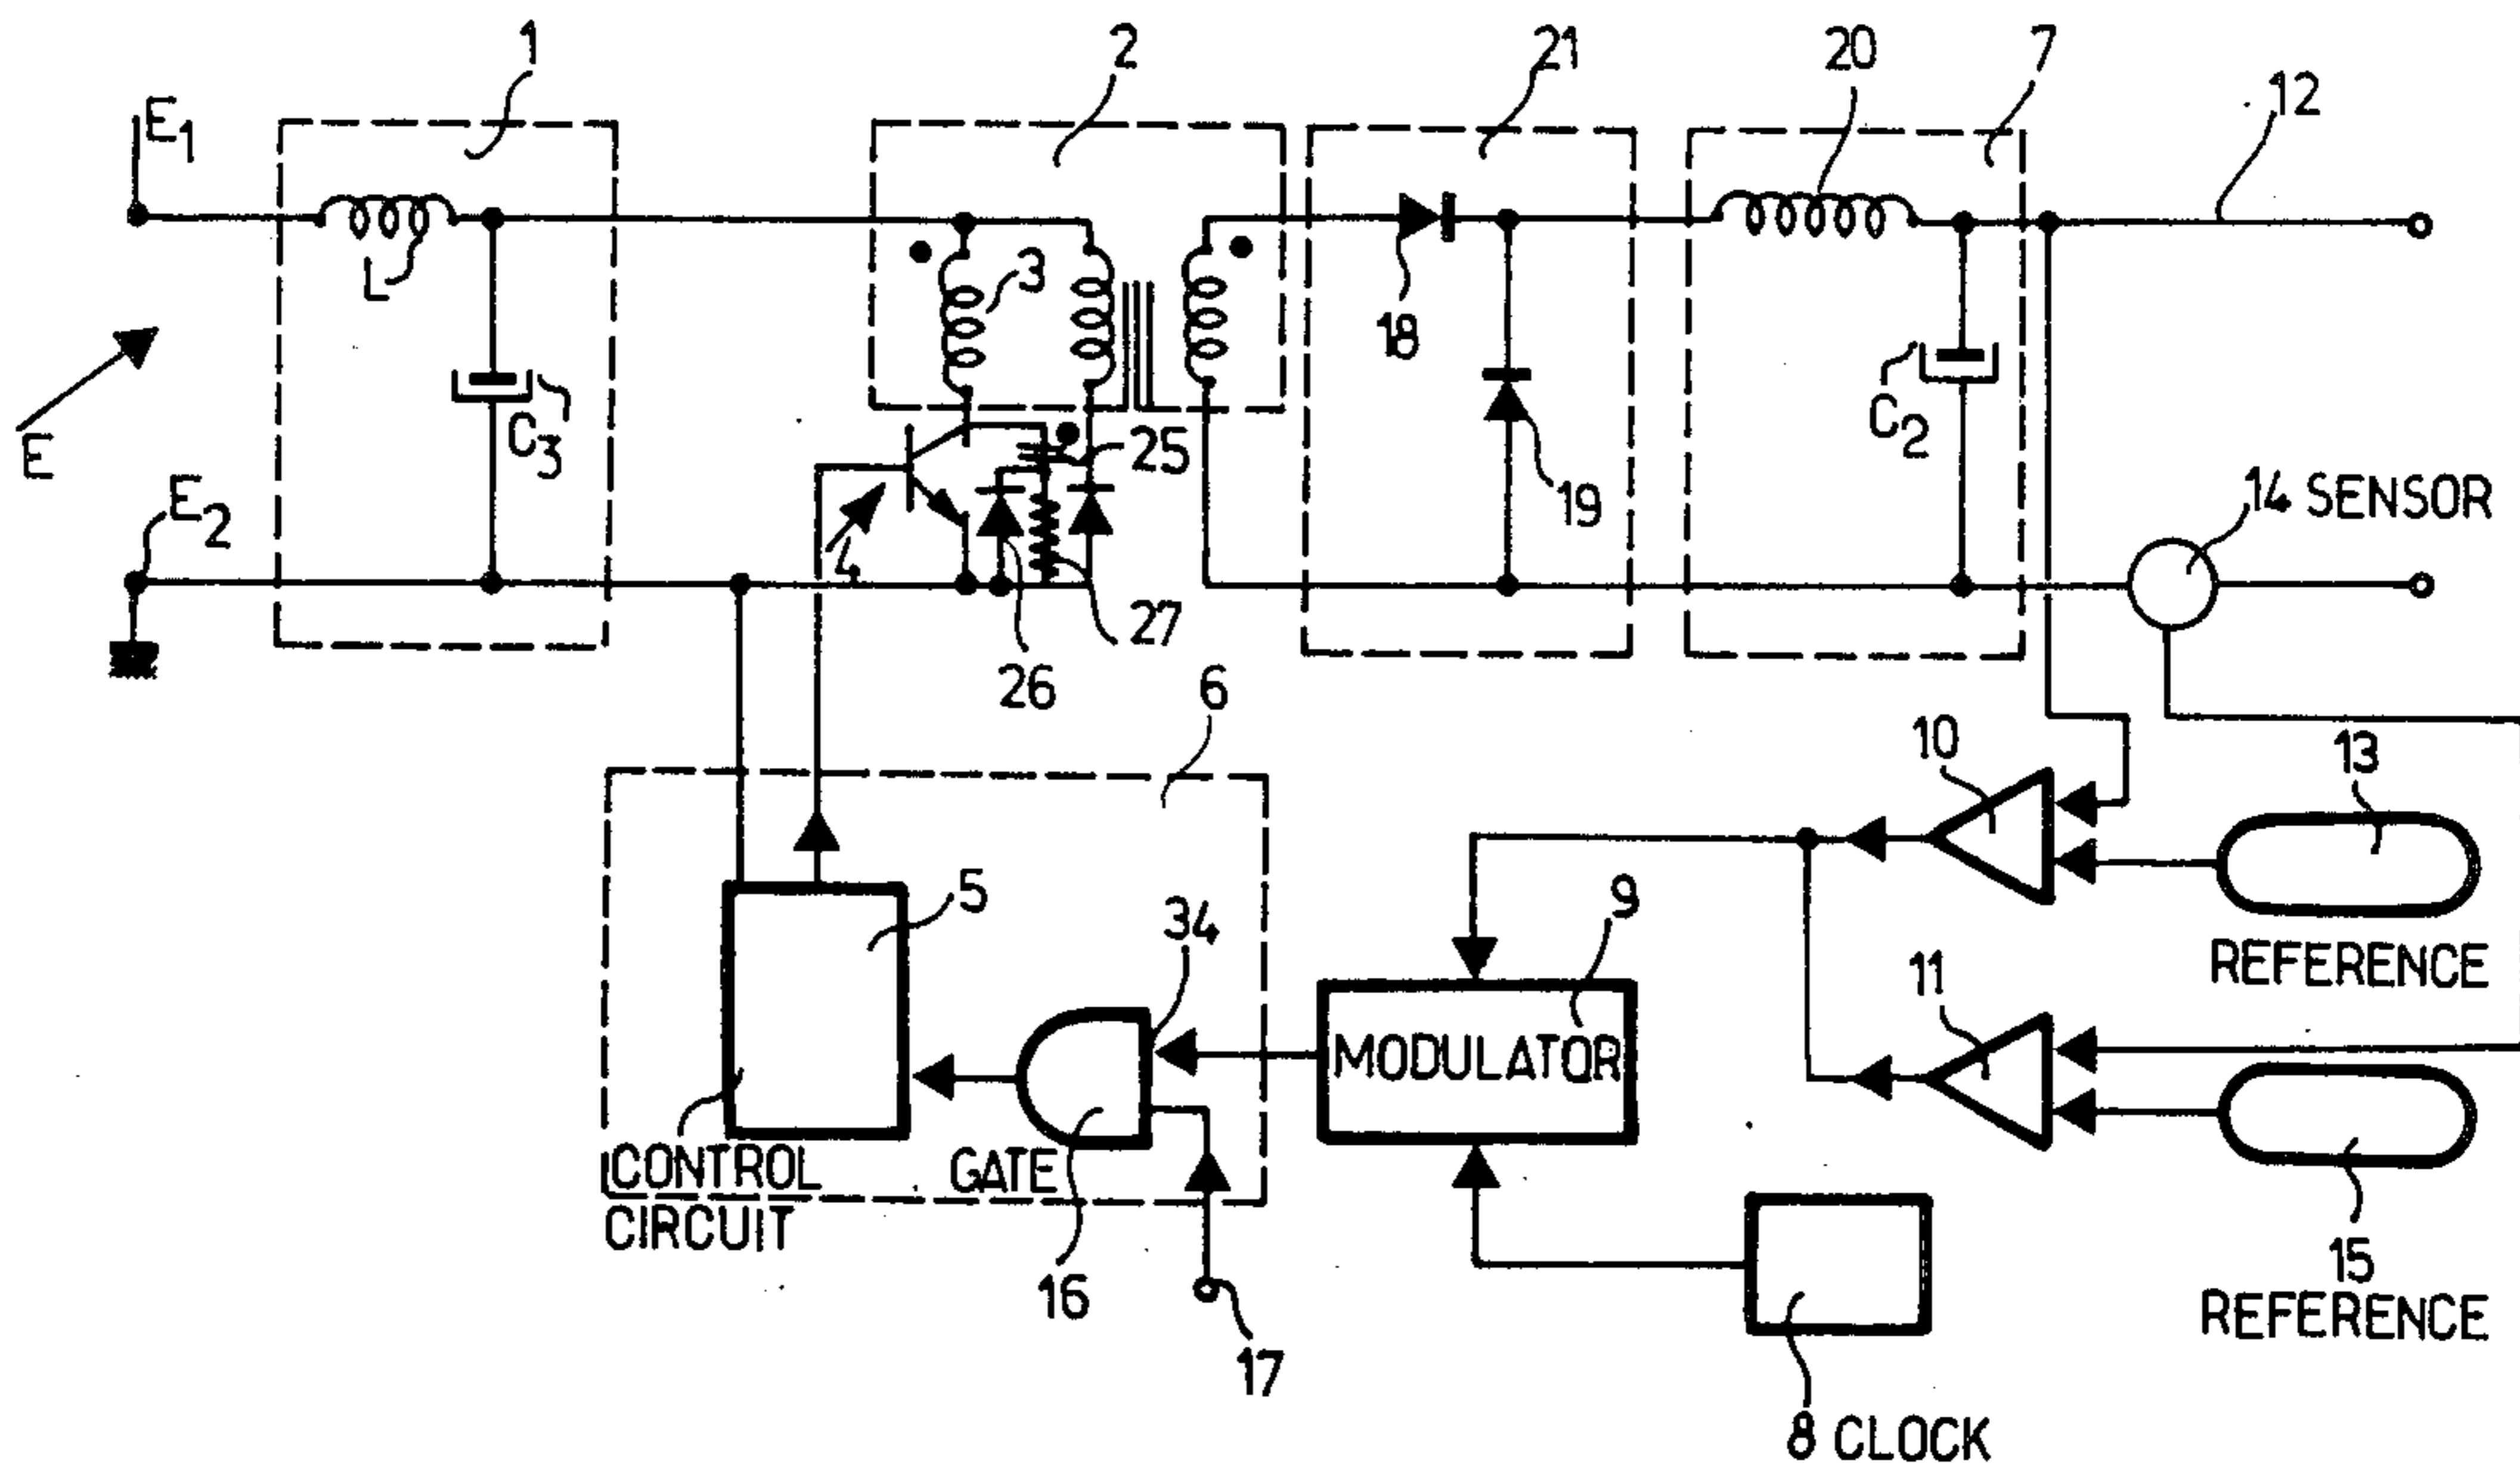 1
2
21
20
7
12
E1
L
3
18
E
C3
C2
25
19
14 SENSOR
E2
4
27
26
6
10
13
5
34
9
REFERENCE
11
MODULATOR
CONTROL
CIRCUIT
GATE
16
15
REFERENCE
17
8 CLOCK